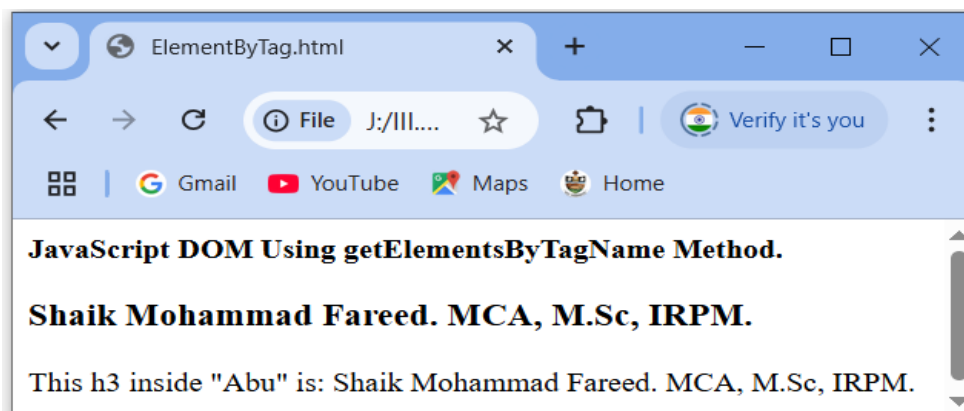 ElementByTag.html
File J:/III.... Verify it's you
Gmail YouTube Maps Home
JavaScript DOM Using getElementsByTagName Method.
Shaik Mohammad Fareed. MCA, M.Sc, IRPM.
This h3 inside "Abu" is: Shaik Mohammad Fareed. MCA, M.Sc, IRPM.